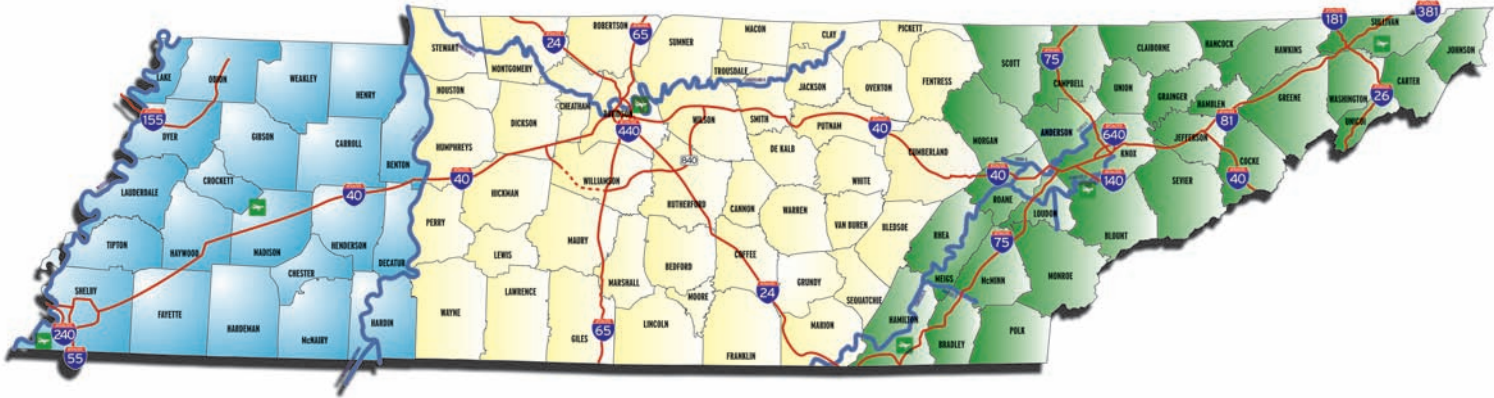 LAKE
OBION
WEAKLEY
HENRY
155
DYER
GIBSON
CARROLL
BENTON
LAUDERDALE
CROCKETT
40
TIPTON
HAYWOOD
MADISON
HENDERSON
DECATUR
CHESTER
SHELBY
FAYETTE
HARDEMAN
McNAIRY
HARDIN
240
55
STEWART
MONTGOMERY
24
ROBERTSON
65
SUMNER
MACON
CLAY
PICKETT
HOUSTON
CHEATHAM
TROUSDALE
JACKSON
OVERTON
FENTRESS
DICKSON
440
WILSON
SMITH
PUTNAM
40
HUMPHREYS
DE KALB
CUMBERLAND
40
840
HICKMAN
WILLIAMSON
WHITE
RUTHERFORD
CANNON
WARREN
VAN BUREN
BLEDSOE
PERRY
LEWIS
MAURY
MARSHALL
BEDFORD
COFFEE
GRUNDY
SEQUATCHIE
WAYNE
LAWRENCE
MOORE
24
GILES
65
LINCOLN
FRANKLIN
MARION
SCOTT
75
CAMPBELL
CLAIBORNE
HANCOCK
HAWKINS
181
SULLIVAN
381
JOHNSON
UNION
GRAINGER
HAMBLEN
GREENE
WASHINGTON
CARTER
26
UNICOI
MORGAN
ANDERSON
640
KNOX
JEFFERSON
81
COCKE
40
140
SEVIER
40
ROANE
LOUDON
BLOUNT
RHEA
75
MEIGS
McMINN
MONROE
HAMILTON
BRADLEY
POLK